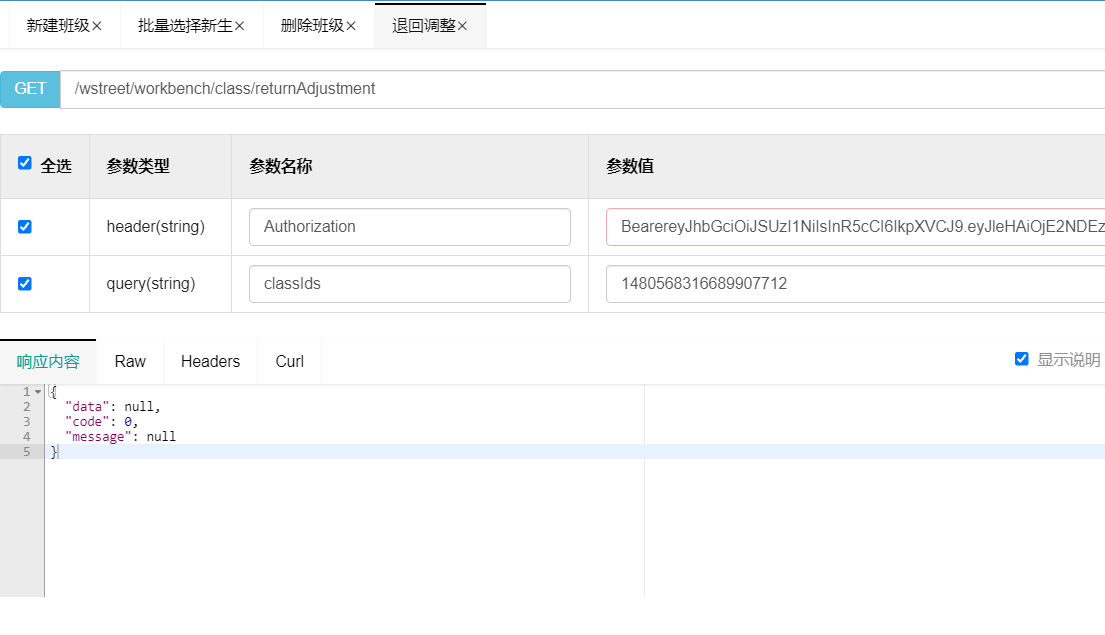 新建班级× 批量选择新生× 删除班级× 退回调整×
GET /wstreet/workbench/class/returnAdjustment
全选 参数类型 参数名称 参数值
header(string) Authorization BearereyJhbGciOiJSUzI1NiIsInR5cCI6IkpXVCJ9.eyJleHAiOjE2NDEz
query(string) classIds 1480568316689907712
响应内容 Raw Headers Curl 显示说明
1 {
2 "data": null,
3 "code": 0,
4 "message": null
5 }